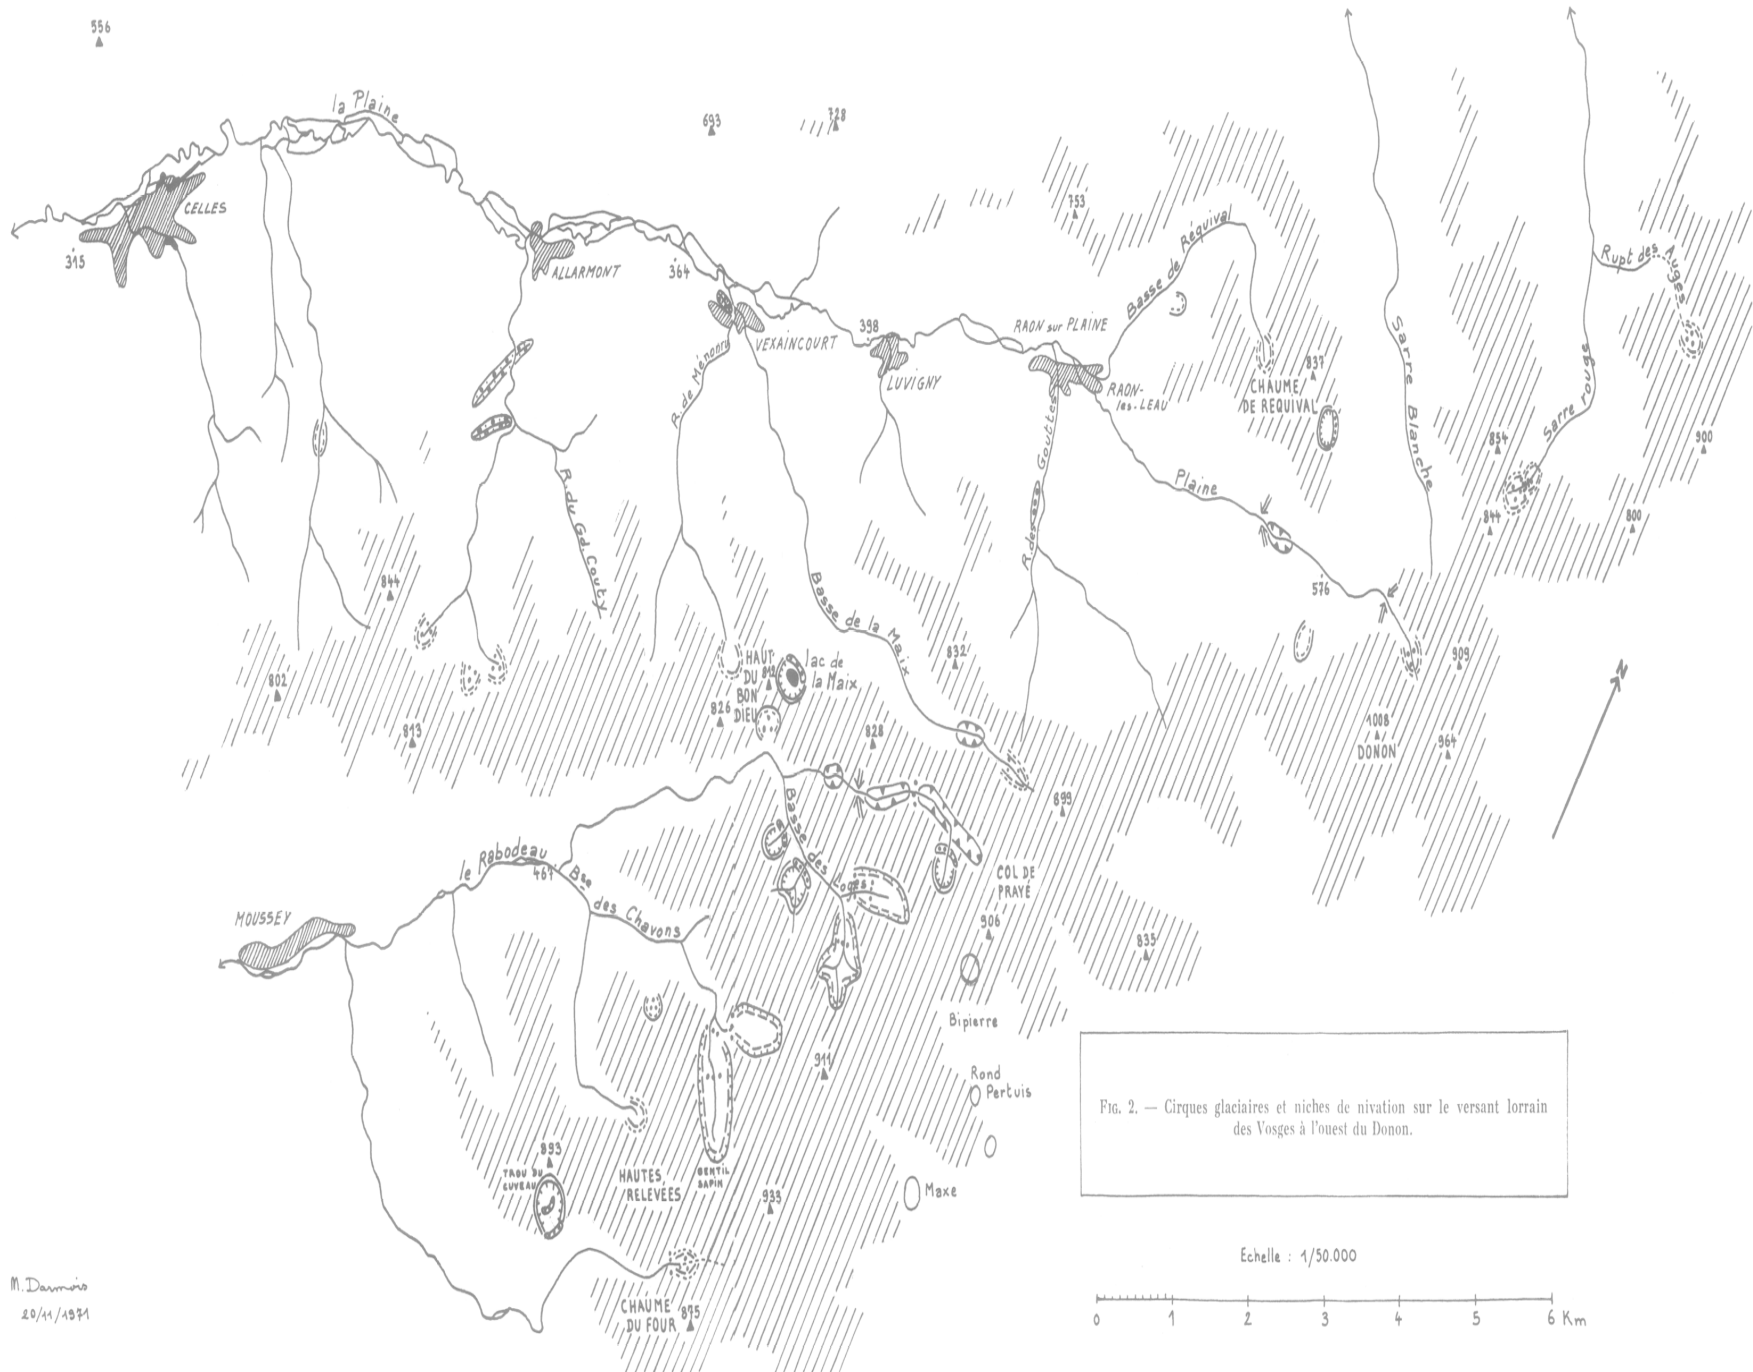 556
la Plaine
693
728
CELLES
315
753
Basse de Réquival
Rupt des Auges
ALLARMONT
364
398
RAON sur PLAINE
VEXAINCOURT
R. de Ménombru
LUVIGNY
RAON-
les-LEAU
837
CHAUME
DE REQUIVAL
Sarre Blanche
Sarre rouge
854
900
R. des Gouttes
Plaine
844
800
R. du Gd. Couty
844
576
Basse de la Maix
832
909
HAUT
DU
BON
DIEU
812
lac de
la Maix
802
826
813
828
1008
DONON
964
N
899
Basse des Loges
le Rabodeau
467
Bse
des Chavons
COL DE
PRAYÉ
MOUSSEY
906
835
Bipierre
911
Rond
Pertuis
FIG. 2. — Cirques glaciaires et niches de nivation sur le versant lorrain
des Vosges à l'ouest du Donon.
893
TROU DU
CUVEAU
HAUTES
RELEVÉES
GENTIL
SAPIN
933
Maxe
Echelle : 1/50.000
M. Darmois
20/11/1971
CHAUME
DU FOUR
875
0 1 2 3 4 5 6 Km